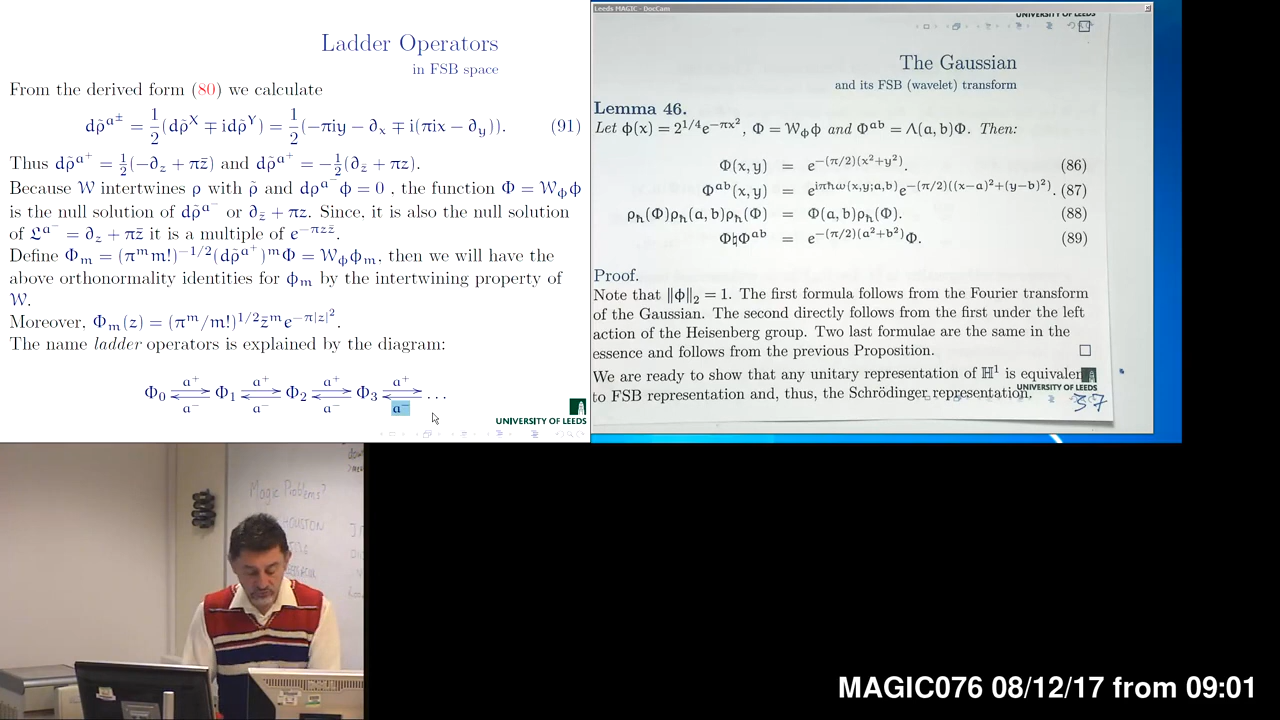 Ladder Operators
in FSB space
From the derived form (80) we calculate
dρ̃^{a^±} = 1/2(dρ̃^X ∓ idρ̃^Y) = 1/2(−πiy − ∂_x ∓ i(πix − ∂_y)). (91)
Thus dρ̃^{a^+} = 1/2(−∂_z + πz̄) and dρ̃^{a^+} = −1/2(∂_z̄ + πz).
Because 𝒲 intertwines ρ with ρ̃ and dρ^{a^−}ϕ = 0 , the function Φ = 𝒲_ϕϕ
is the null solution of dρ̃^{a^−} or ∂_z̄ + πz. Since, it is also the null solution
of 𝔏^{a^−} = ∂_z + πz̄ it is a multiple of e^{−πzz̄}.
Define Φ_m = (π^m m!)^{−1/2}(dρ̃^{a^+})^mΦ = 𝒲_ϕϕ_m, then we will have the
above orthonormality identities for ϕ_m by the intertwining property of
𝒲.
Moreover, Φ_m(z) = (π^m/m!)^{1/2}z̄^m e^{−π|z|^2}.
The name ladder operators is explained by the diagram:
a^+ a^+ a^+ a^+
Φ_0 ⇄ Φ_1 ⇄ Φ_2 ⇄ Φ_3 ⇄ ...
a^− a^− a^− a^−
UNIVERSITY OF LEEDS
Leeds MAGIC - DocCam
UNIVERSITY OF LEEDS
The Gaussian
and its FSB (wavelet) transform
Lemma 46.
Let ϕ(x) = 2^{1/4}e^{−πx^2}, Φ = 𝒲_ϕϕ and Φ^{ab} = Λ(a, b)Φ. Then:
Φ(x, y) = e^{−(π/2)(x^2+y^2)}. (86)
Φ^{ab}(x, y) = e^{iπℏω(x,y;a,b)}e^{−(π/2)((x−a)^2+(y−b)^2)}. (87)
ρ_ℏ(Φ)ρ_ℏ(a, b)ρ_ℏ(Φ) = Φ(a, b)ρ_ℏ(Φ). (88)
Φ♮Φ^{ab} = e^{−(π/2)(a^2+b^2)}Φ. (89)
Proof.
Note that ‖ϕ‖_2 = 1. The first formula follows from the Fourier transform
of the Gaussian. The second directly follows from the first under the left
action of the Heisenberg group. Two last formulae are the same in the
essence and follows from the previous Proposition. □
We are ready to show that any unitary representation of ℍ^1 is equivalen
to FSB representation and, thus, the Schrödinger representation.
UNIVERSITY OF LEEDS
57
Magic Problems?
HOUSTON
MAGIC076 08/12/17 from 09:01